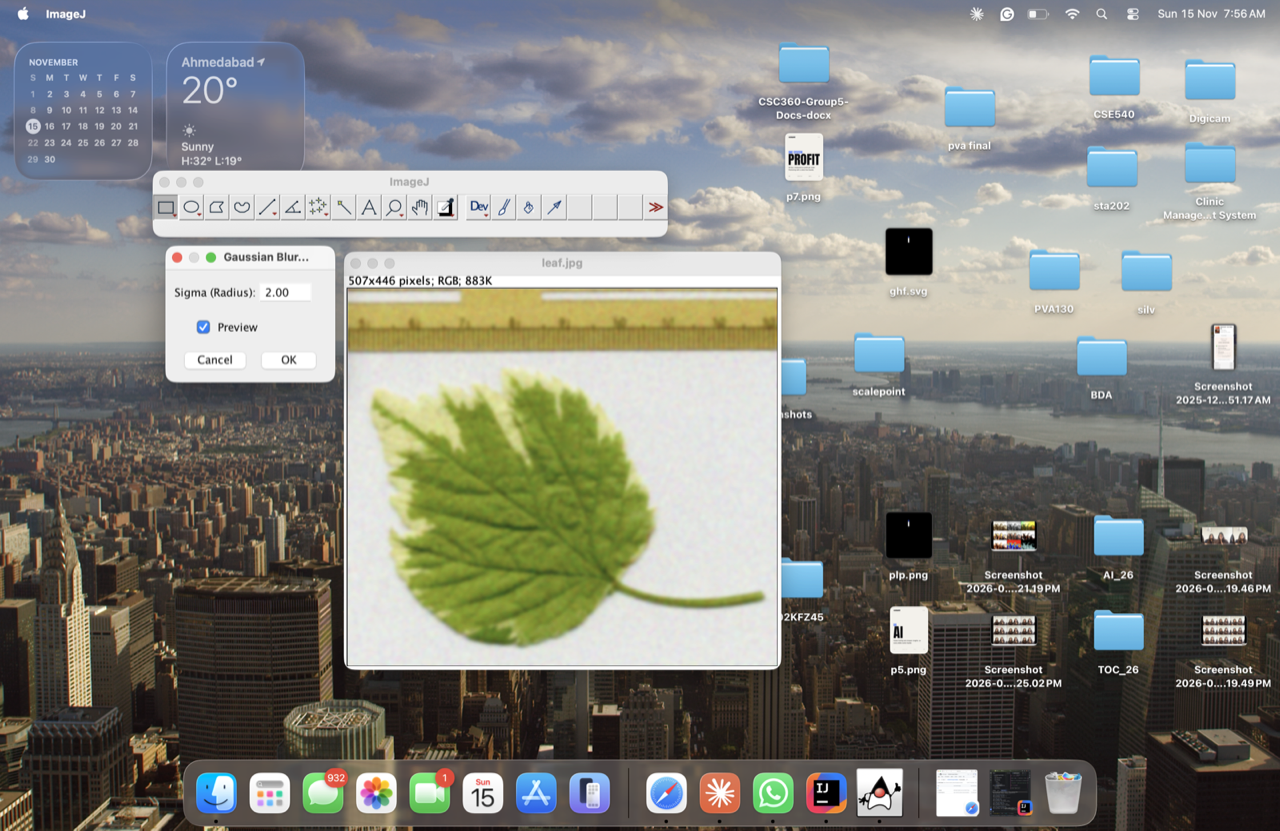 ImageJ
Sun 15 Nov 7:56 AM
NOVEMBER
S M T W T F S
1 2 3 4 5 6 7
8 9 10 11 12 13 14
15 16 17 18 19 20 21
22 23 24 25 26 27 28
29 30
Ahmedabad
20°
Sunny
H:32° L:19°
CSC360-Group5-
Docs-docx
pva final
CSE540
Digicam
PROFIT
p7.png
sta202
Clinic
Manage...t System
ImageJ
A
Dev
Gaussian Blur...
Sigma (Radius): 2.00
Preview
Cancel OK
leaf.jpg
507x446 pixels; RGB; 883K
ghf.svg
PVA130
silv
scalepoint
BDA
Screenshot
2025-12...51.17 AM
shots
plp.png
Screenshot
2026-0....21.19 PM
AI_26
Screenshot
2026-0....19.46 PM
2KFZ45
AI
p5.png
Screenshot
2026-0....25.02 PM
TOC_26
Screenshot
2026-0....19.49 PM
932
1
Sun
15
IJ